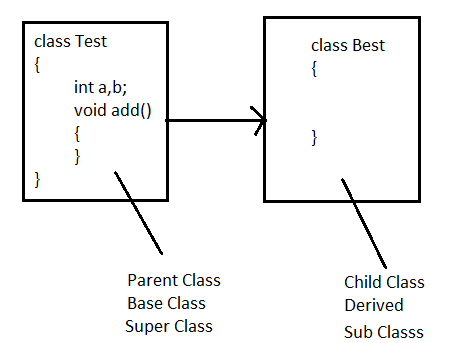 class Test
{
int a,b;
void add()
{
}
}
class Best
{
}
Parent Class
Base Class
Super Class
Child Class
Derived
Sub Classs